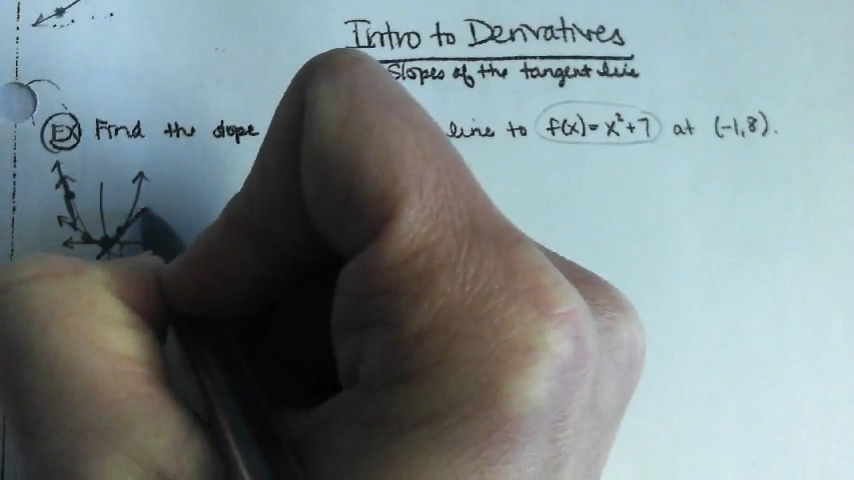 Intro to Derivatives
Slopes of the tangent line
EX Find the slope line to f(x)=x²+7 at (-1,8).